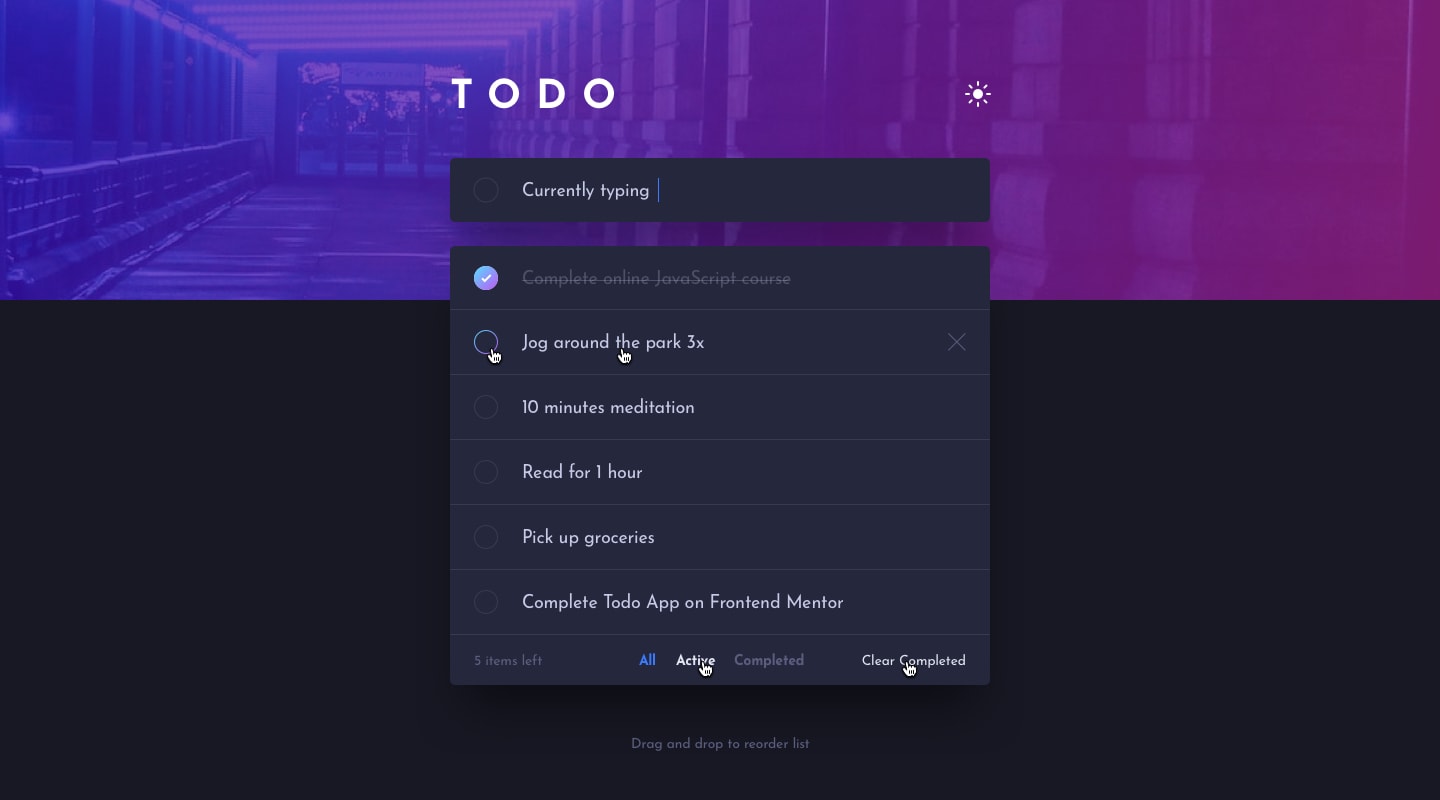 TODO
Currently typing
Complete online JavaScript course
Jog around the park 3x
10 minutes meditation
Read for 1 hour
Pick up groceries
Complete Todo App on Frontend Mentor
5 items left All Active Completed Clear Completed
Drag and drop to reorder list